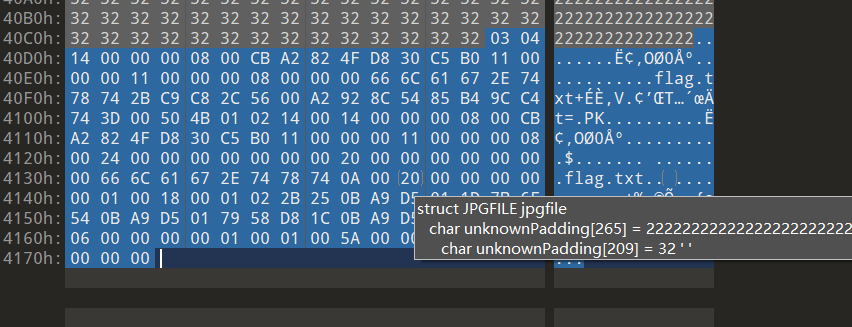 40B0h: 32 32 32 32 32 32 32 32 32 32 32 32 32 32 32 32 2222222222222222
40C0h: 32 32 32 32 32 32 32 32 32 32 32 32 32 32 03 04 22222222222222..
40D0h: 14 00 00 00 08 00 CB A2 82 4F D8 30 C5 B0 11 00 ......Ë¢‚OØ0Å°..
40E0h: 00 00 11 00 00 00 08 00 00 00 66 6C 61 67 2E 74 ..........flag.t
40F0h: 78 74 2B C9 C8 2C 56 00 A2 92 8C 54 85 B4 9C C4 xt+ÉÈ,V.¢’ŒT…´œÄ
4100h: 74 3D 00 50 4B 01 02 14 00 14 00 00 00 08 00 CB t=.PK..........Ë
4110h: A2 82 4F D8 30 C5 B0 11 00 00 00 11 00 00 00 08 ¢‚OØ0Å°.........
4120h: 00 24 00 00 00 00 00 00 00 20 00 00 00 00 00 00 .$....... ......
4130h: 00 66 6C 61 67 2E 74 78 74 0A 00 20 00 00 00 00 .flag.txt.. ....
4140h: 00 01 00 18 00 01 02 2B 25 0B A9 D5
4150h: 54 0B A9 D5 01 79 58 D8 1C 0B A9 D5
4160h: 06 00 00 00 00 01 00 01 00 5A 00 00
4170h: 00 00 00 ...
struct JPGFILE jpgfile
char unknownPadding[265] = 2222222222222222222222
char unknownPadding[209] = 32 ' '